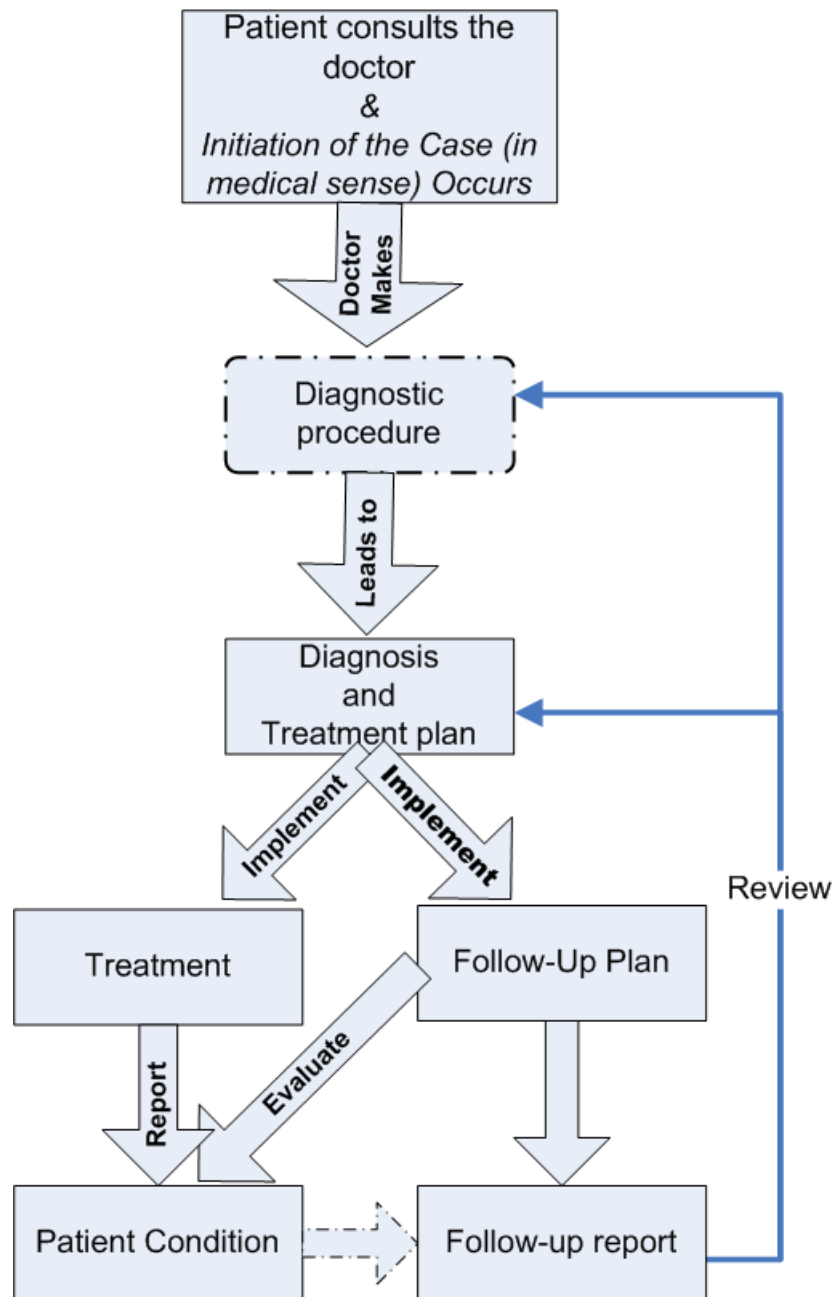 Patient consults the
doctor
&
Initiation of the Case (in
medical sense) Occurs
Doctor
Makes
Diagnostic
procedure
Leads to
Diagnosis
and
Treatment plan
Implement
Implement
Review
Treatment
Follow-Up Plan
Report
Evaluate
Patient Condition
Follow-up report